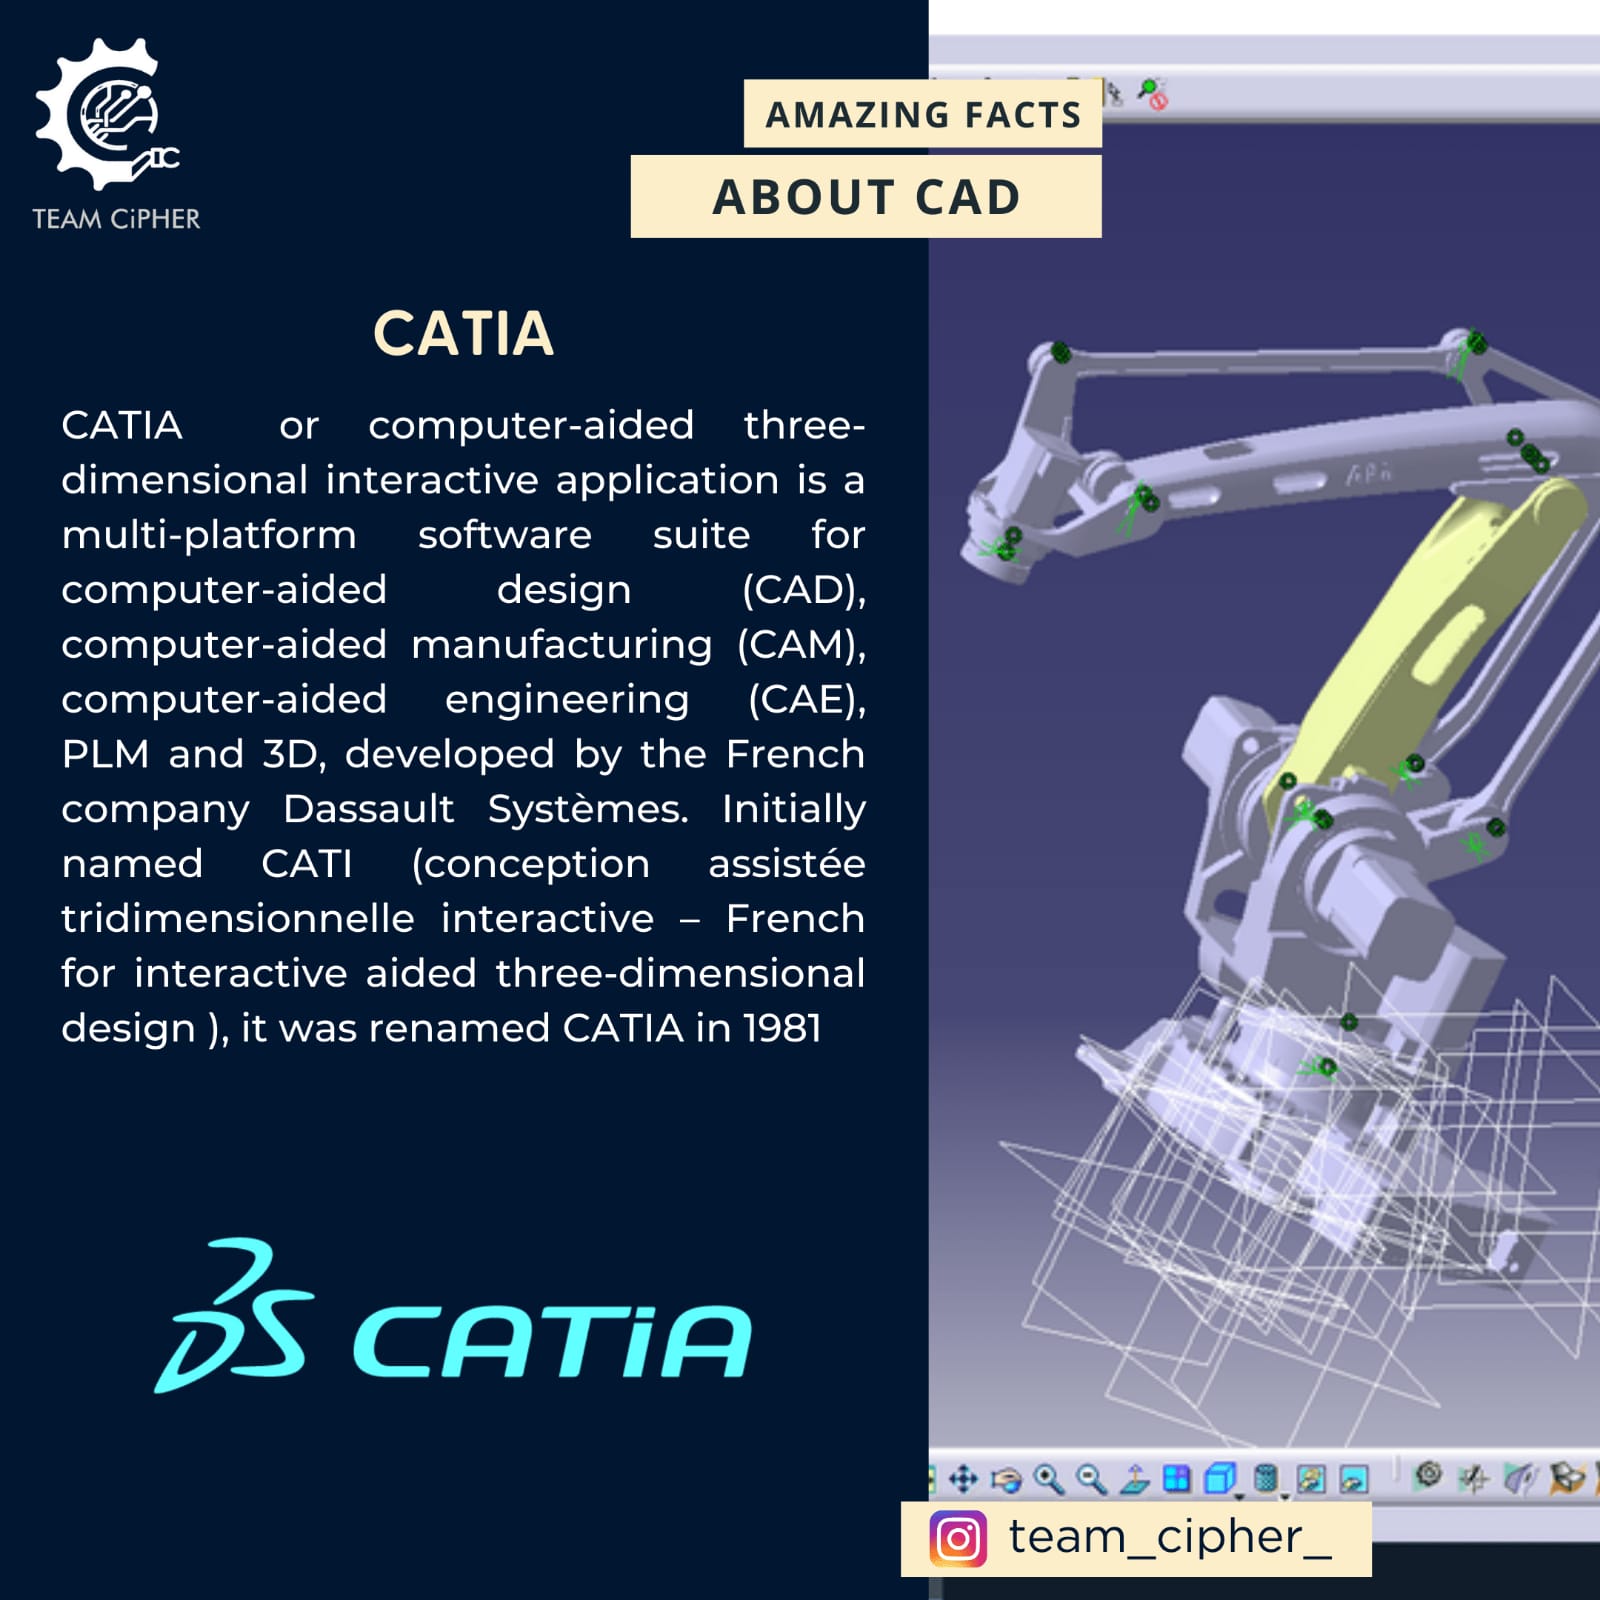 TEAM CiPHER
AMAZING FACTS
ABOUT CAD
CATIA
CATIA or computer-aided three-
dimensional interactive application is a
multi-platform software suite for
computer-aided design (CAD),
computer-aided manufacturing (CAM),
computer-aided engineering (CAE),
PLM and 3D, developed by the French
company Dassault Systèmes. Initially
named CATI (conception assistée
tridimensionnelle interactive – French
for interactive aided three-dimensional
design ), it was renamed CATIA in 1981
DS CATiA
team_cipher_